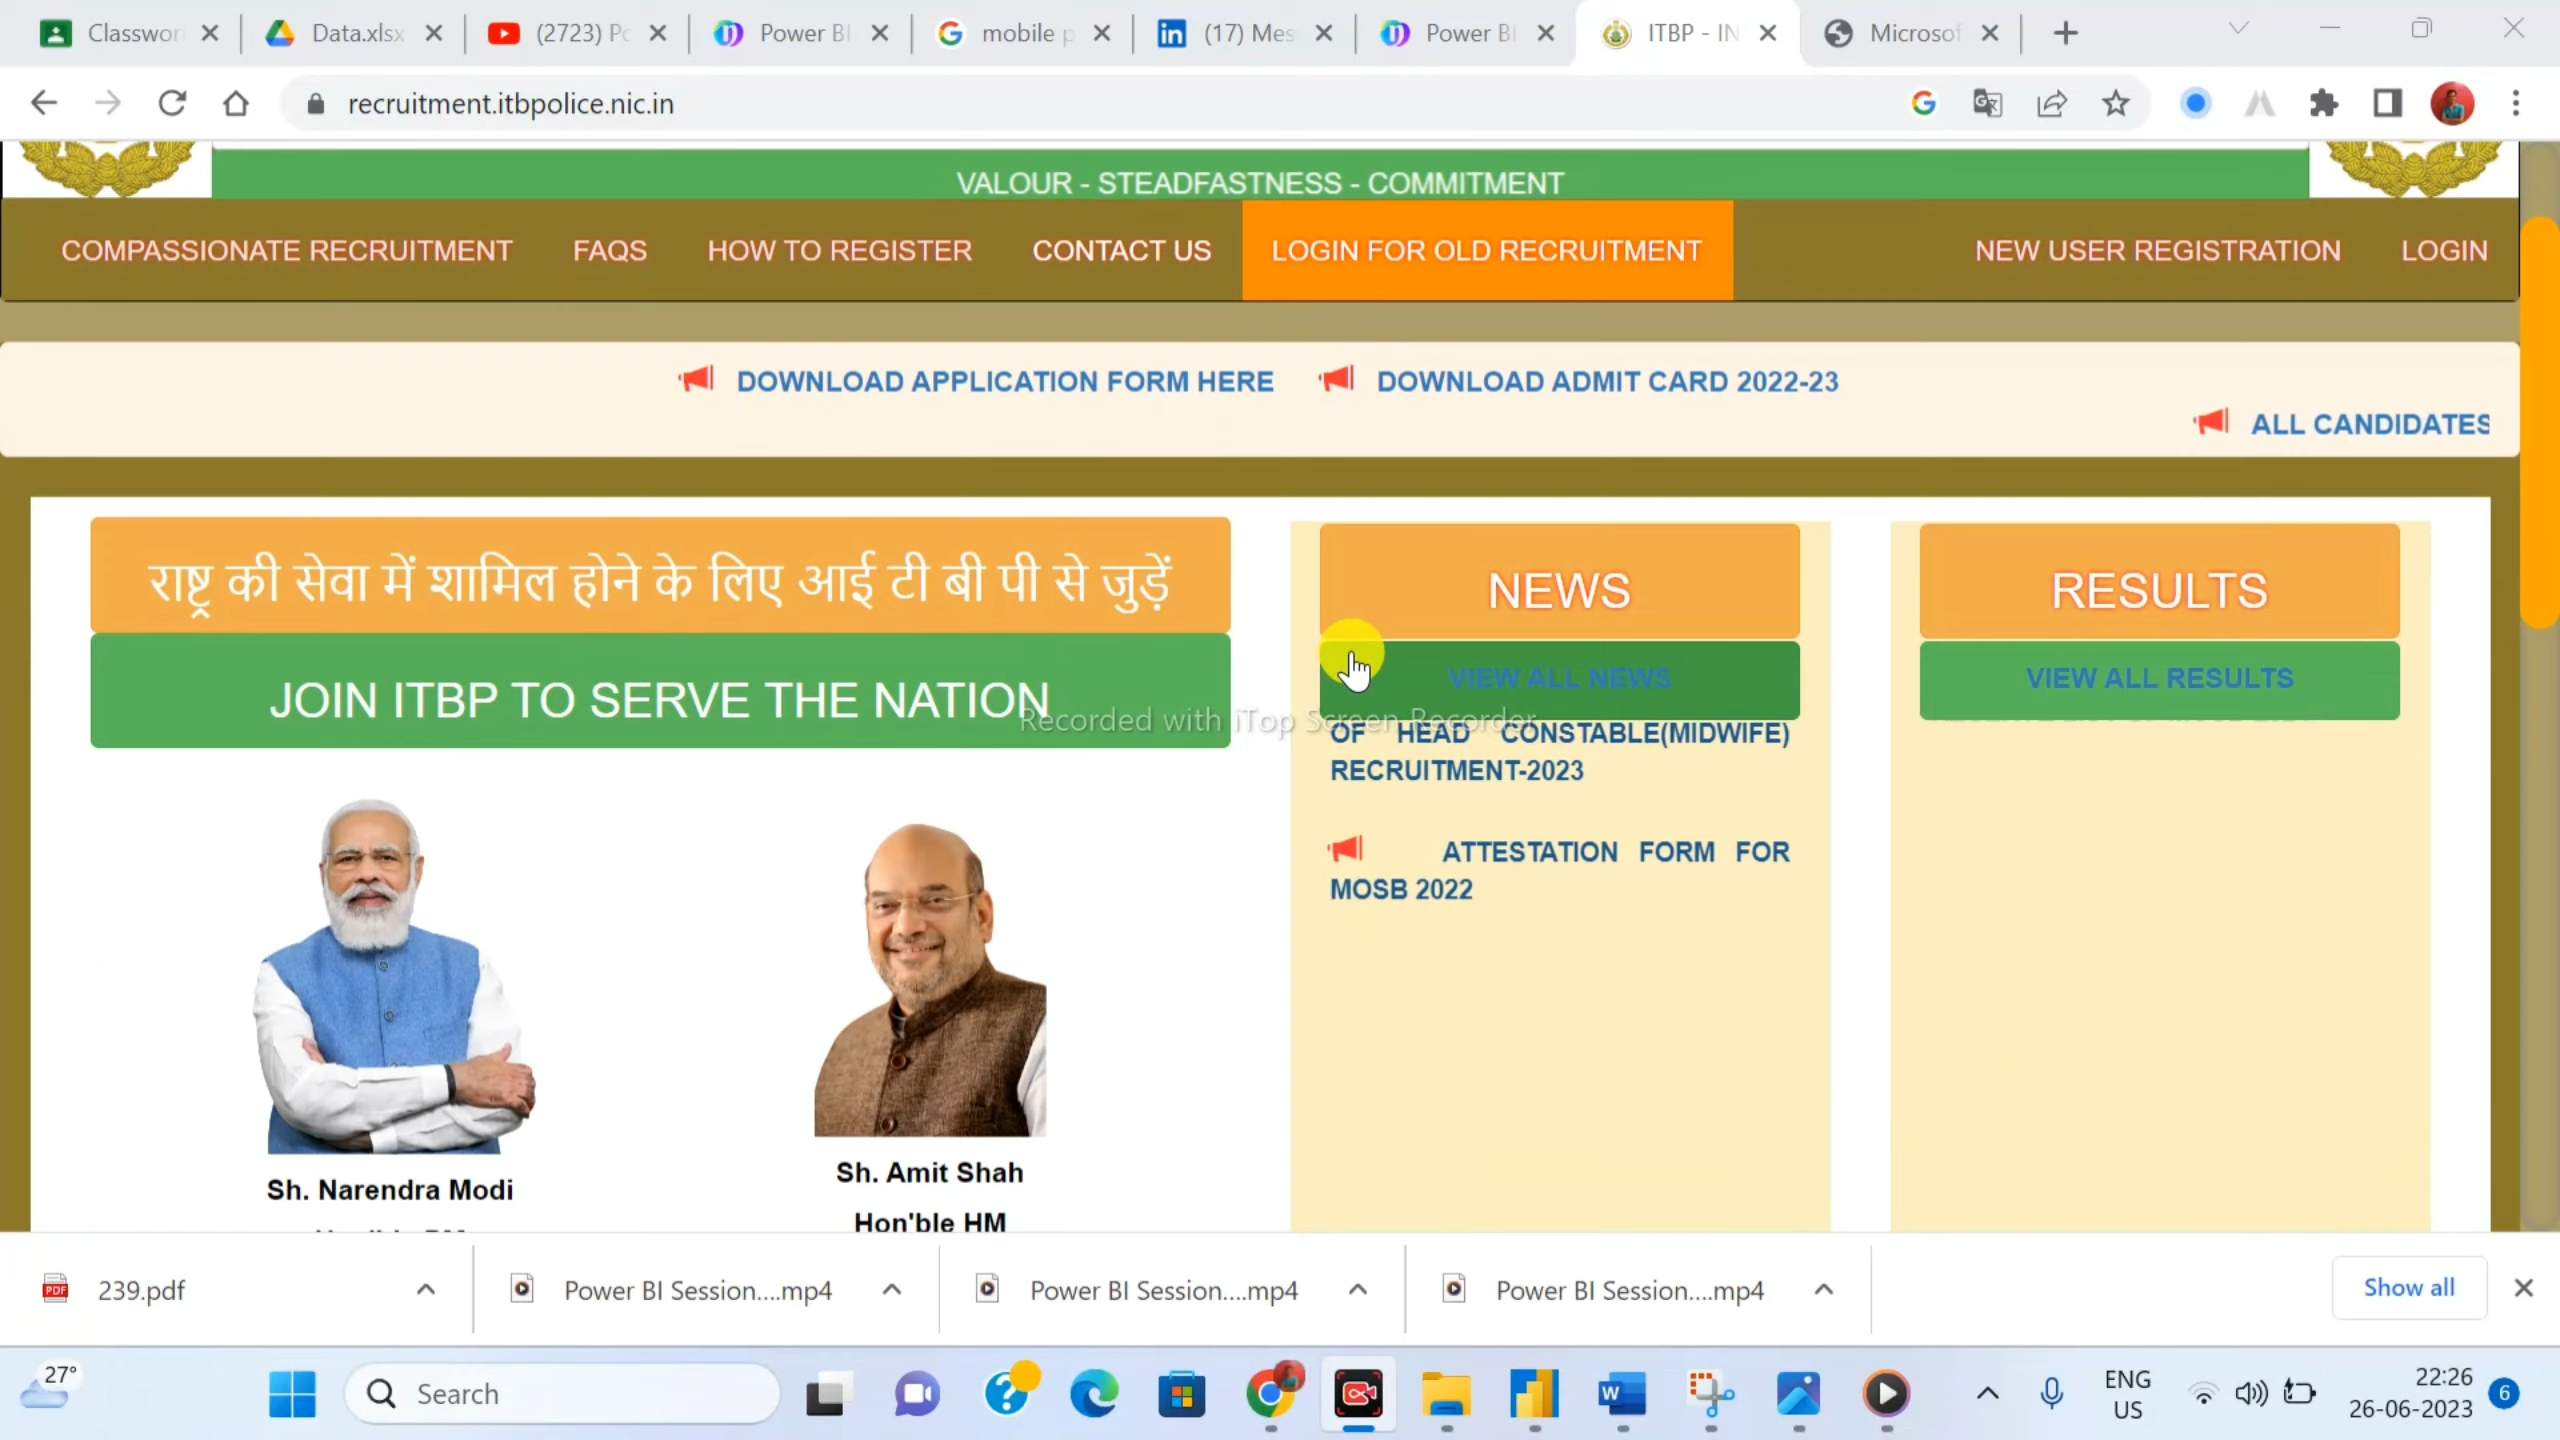 Classwor
Data.xlsx
(2723) Po
Power BI
mobile p
(17) Mes
Power BI
ITBP - IN
Microsof
recruitment.itbpolice.nic.in
VALOUR - STEADFASTNESS - COMMITMENT
COMPASSIONATE RECRUITMENT
FAQS
HOW TO REGISTER
CONTACT US
LOGIN FOR OLD RECRUITMENT
NEW USER REGISTRATION
LOGIN
DOWNLOAD APPLICATION FORM HERE
DOWNLOAD ADMIT CARD 2022-23
ALL CANDIDATES
राष्ट्र की सेवा में शामिल होने के लिए आई टी बी पी से जुड़ें
JOIN ITBP TO SERVE THE NATION
NEWS
VIEW ALL NEWS
OF HEAD CONSTABLE(MIDWIFE)
RECRUITMENT-2023
ATTESTATION FORM FOR
MOSB 2022
RESULTS
VIEW ALL RESULTS
Recorded with iTop Screen Recorder
Sh. Narendra Modi
Sh. Amit Shah
Hon'ble HM
239.pdf
Power BI Session....mp4
Power BI Session....mp4
Power BI Session....mp4
Show all
27°
Search
ENG
US
22:26
26-06-2023
6